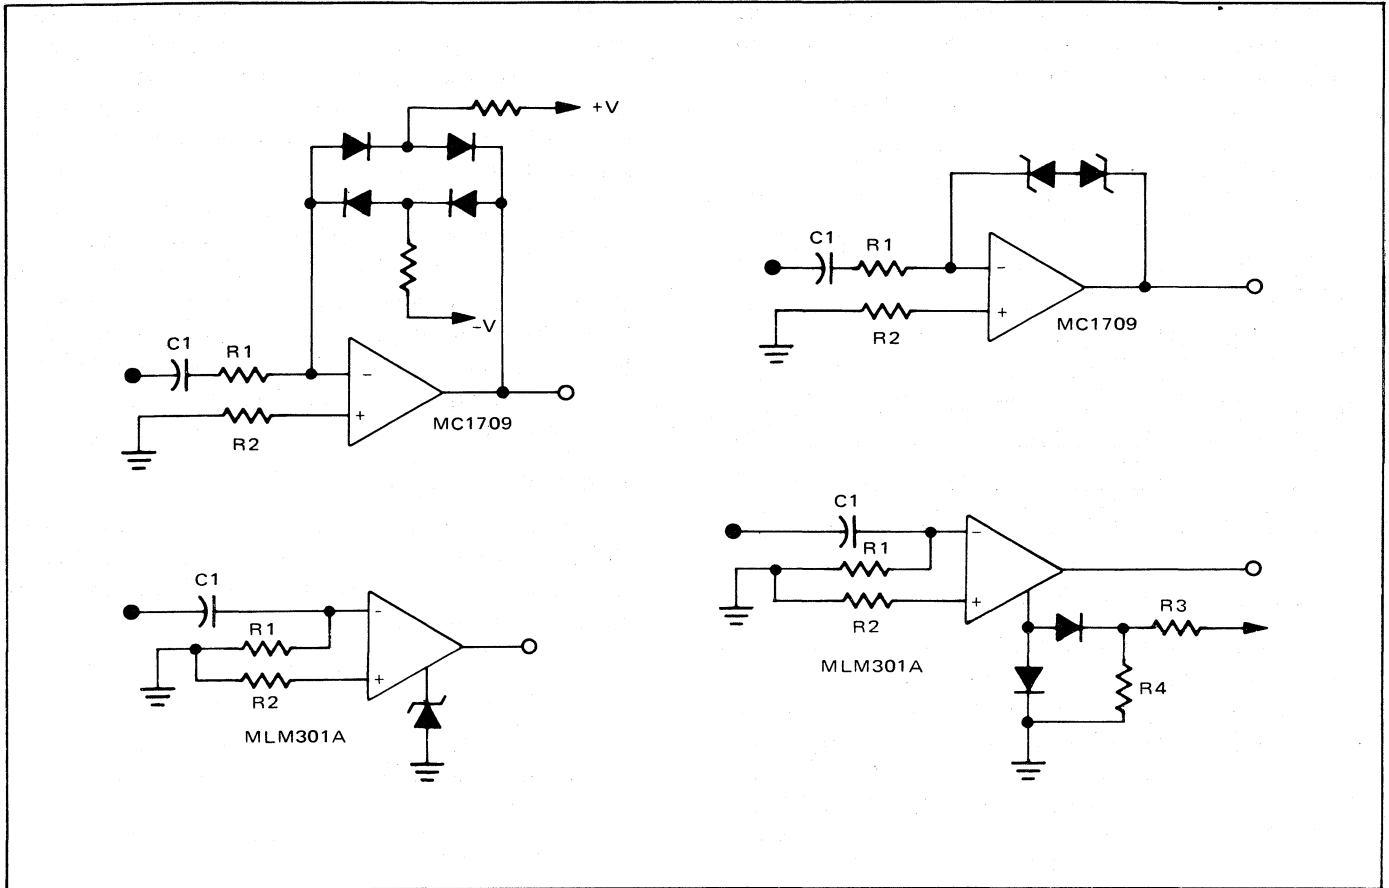 +V
-V
C1
R1
−
+
R2
MC1709
C1
R1
−
+
R2
MC1709
C1
R1
−
+
R2
MLM301A
C1
R1
−
+
R2
R3
R4
MLM301A